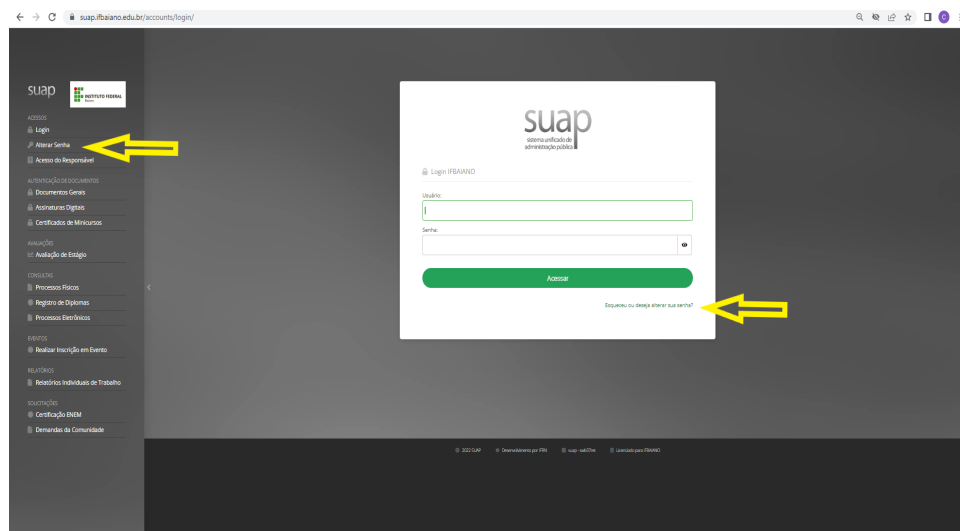 suap.ifbaiano.edu.br/accounts/login/
C
suap
INSTITUTO FEDERAL
Baiano
ACESSOS
Login
Alterar Senha
Acesso do Responsável
AUTENTICAÇÃO DE DOCUMENTOS
Documentos Gerais
Assinaturas Digitais
Certificados de Minicursos
AVALIAÇÕES
Avaliação de Estágio
CONSULTAS
Processos Físicos
Registro de Diplomas
Processos Eletrônicos
EVENTOS
Realizar Inscrição em Evento
RELATÓRIOS
Relatórios Individuais de Trabalho
SOLICITAÇÕES
Certificação ENEM
Demandas da Comunidade
suap
sistema unificado de
administração pública
Login IFBAIANO
Usuário:
Senha:
Acessar
Esqueceu ou deseja alterar sua senha?
© 2022 SUAP
Desenvolvimento por IFRN
Licenciado para IFBAIANO